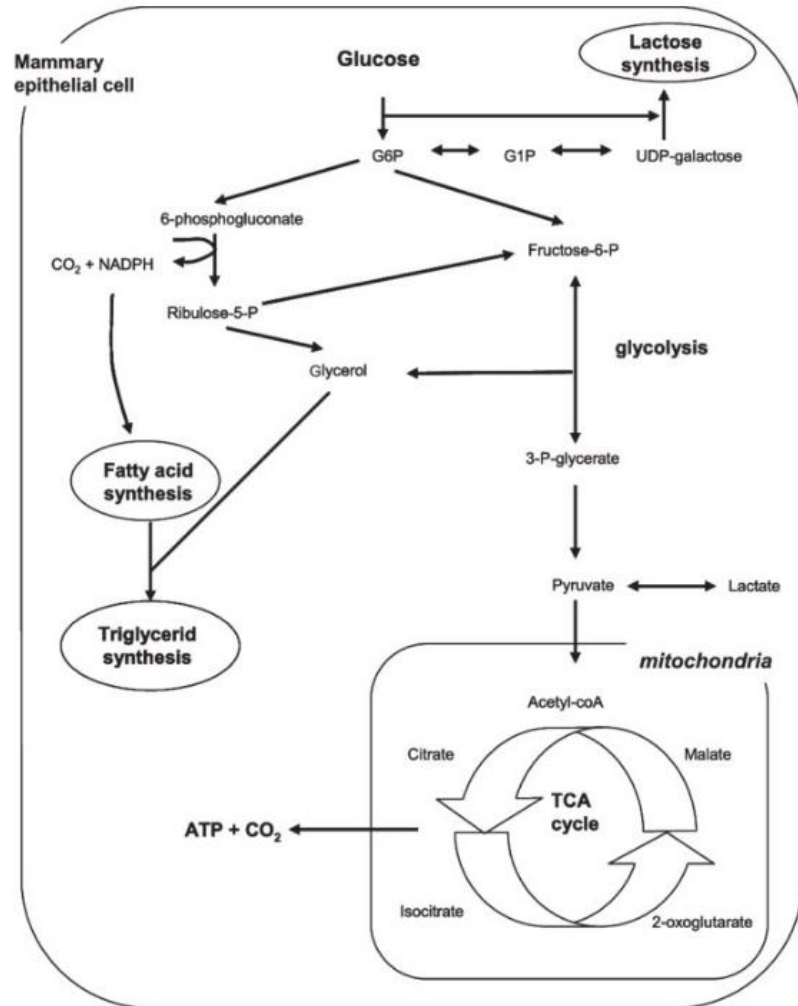 Mammary
epithelial cell
Glucose
Lactose
synthesis
G6P
G1P
UDP-galactose
6-phosphogluconate
CO₂ + NADPH
Fructose-6-P
Ribulose-5-P
glycolysis
Glycerol
3-P-glycerate
Fatty acid
synthesis
Pyruvate
Lactate
Triglycerid
synthesis
mitochondria
Acetyl-coA
Citrate
Malate
TCA
cycle
ATP + CO₂
Isocitrate
2-oxoglutarate